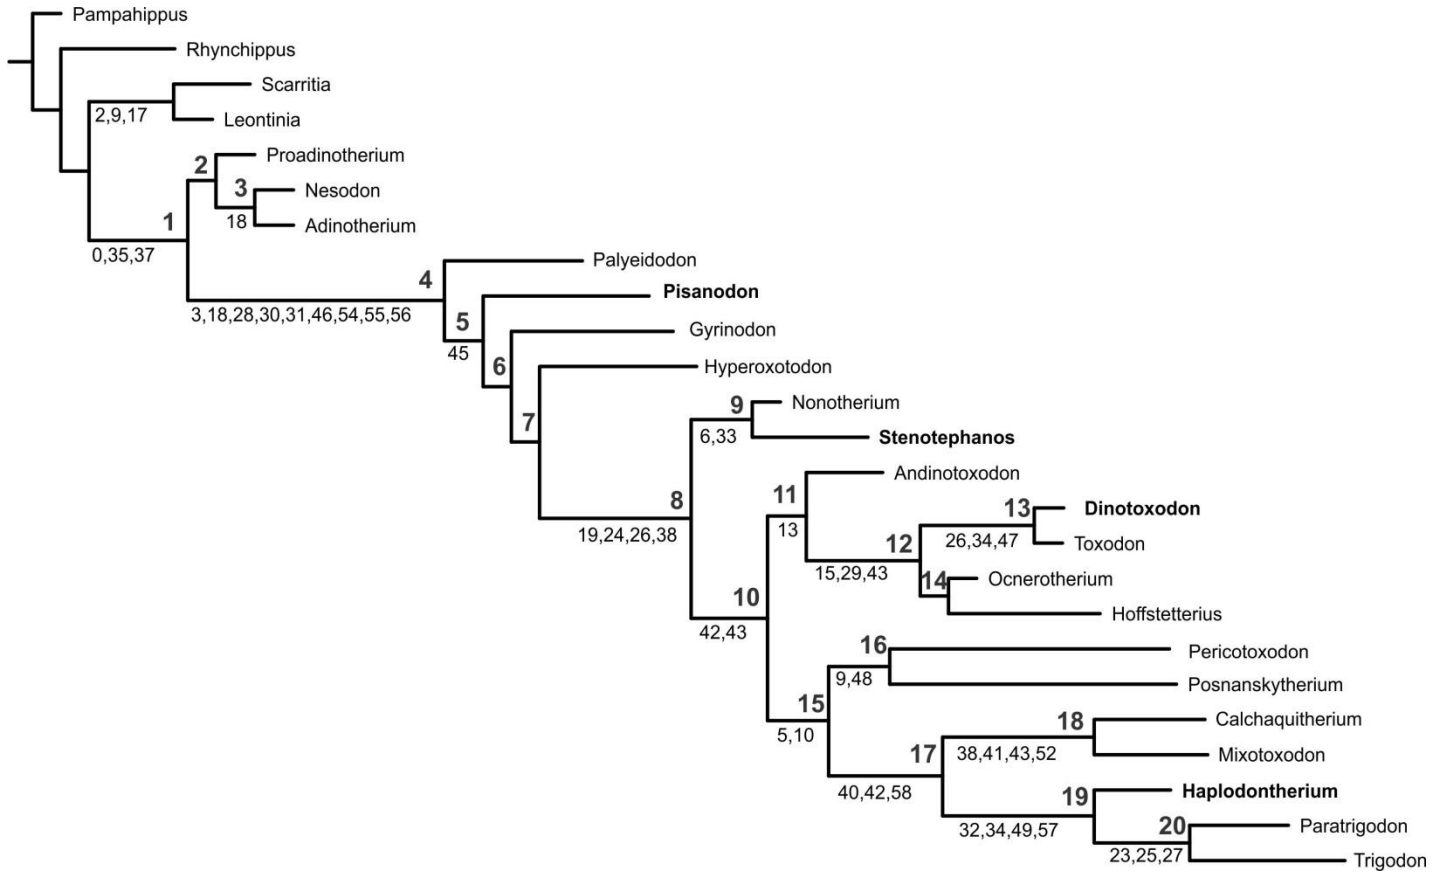 Pampahippus
Rhynchippus
Scarritia
2,9,17
Leontinia
Proadinotherium
2
3
Nesodon
18
Adinotherium
1
0,35,37
Palyeidodon
4
3,18,28,30,31,46,54,55,56
Pisanodon
5
45
Gyrinodon
6
Hyperoxotodon
7
Nonotherium
9
6,33
Stenotephanos
8
19,24,26,38
Andinotoxodon
11
13
13
Dinotoxodon
26,34,47
Toxodon
12
15,29,43
Ocnerotherium
14
Hoffstetterius
10
42,43
16
Pericotoxodon
9,48
Posnanskytherium
15
5,10
18
Calchaquitherium
38,41,43,52
Mixotoxodon
17
40,42,58
Haplodontherium
19
32,34,49,57
20
Paratrigodon
23,25,27
Trigodon